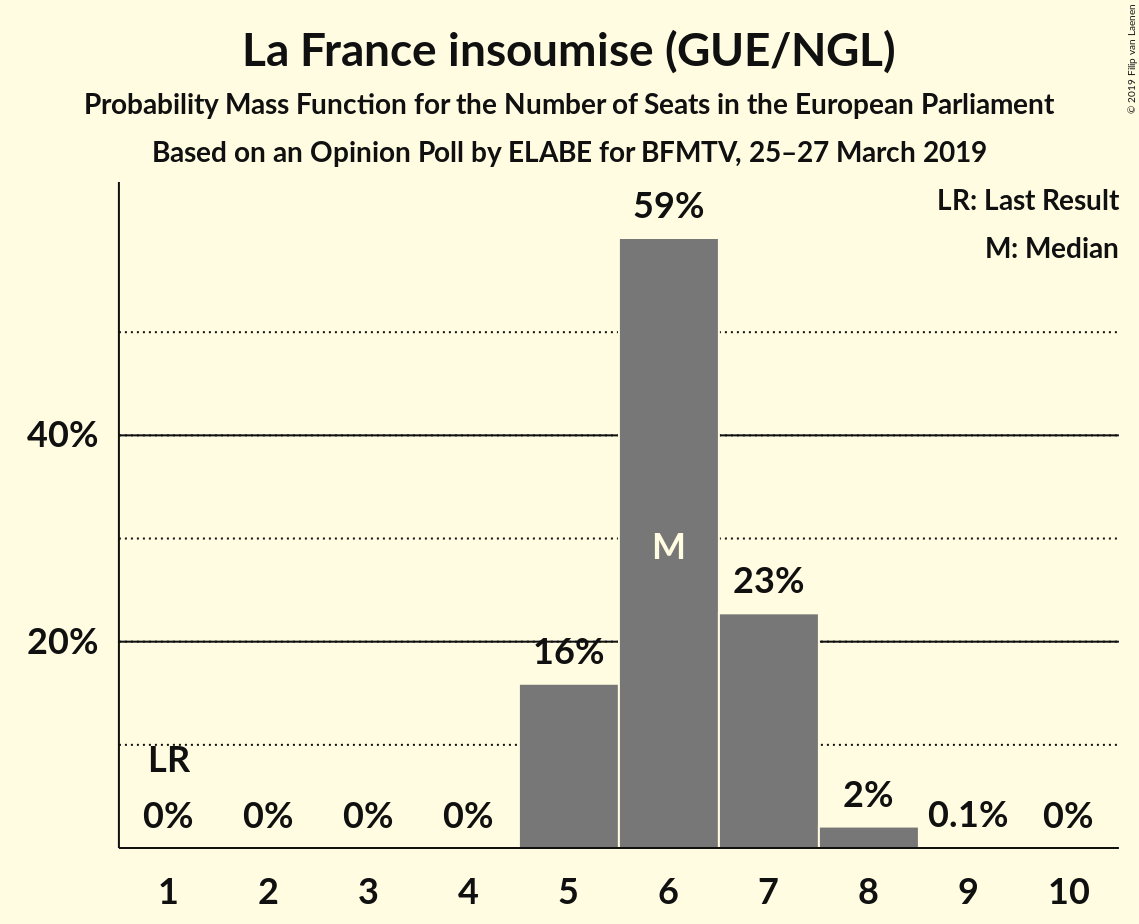 La France insoumise (GUE/NGL)
Probability Mass Function for the Number of Seats in the European Parliament
Based on an Opinion Poll by ELABE for BFMTV, 25–27 March 2019
© 2019 Filip van Laenen
LR: Last Result
M: Median
59%
40%
M
23%
20%
16%
LR
0%
0%
0%
0%
2%
0.1%
0%
1 2 3 4 5 6 7 8 9 10